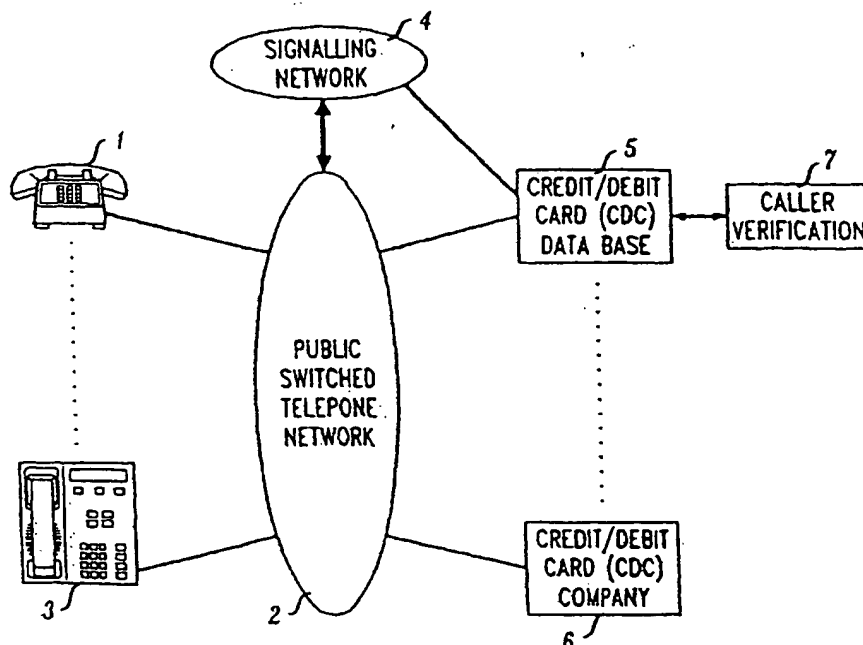 4
SIGNALLING
NETWORK
1
5
7
CREDIT/DEBIT
CARD (CDC)
DATA BASE
CALLER
VERIFICATION
PUBLIC
SWITCHED
TELEPONE
NETWORK
CREDIT/DEBIT
CARD (CDC)
COMPANY
3
2
6